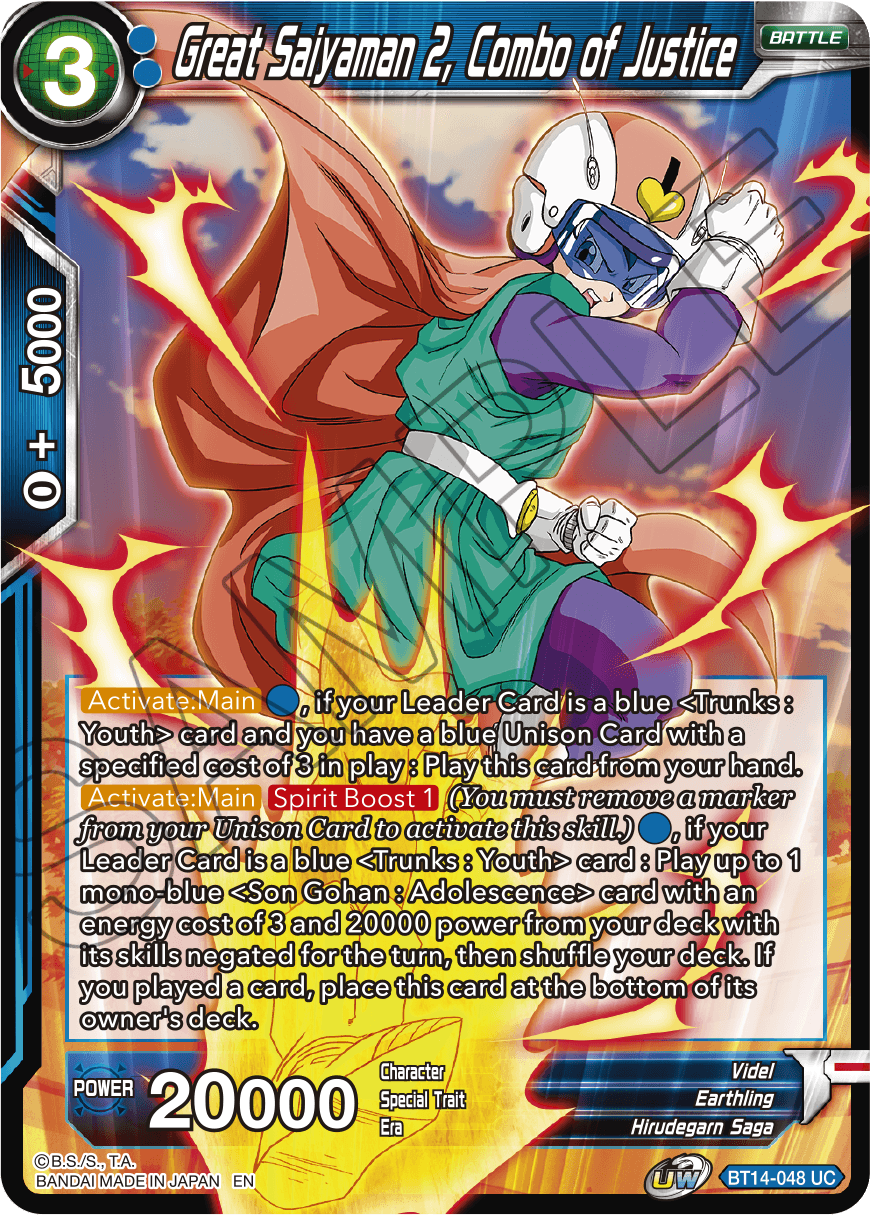 3
Great Saiyaman 2, Combo of Justice
BATTLE
0 + 5000
SAMPLE
Activate:Main , if your Leader Card is a blue <Trunks :
Youth> card and you have a blue Unison Card with a
specified cost of 3 in play : Play this card from your hand.
Activate:Main Spirit Boost 1 (You must remove a marker
from your Unison Card to activate this skill.) , if your
Leader Card is a blue <Trunks : Youth> card : Play up to 1
mono-blue <Son Gohan : Adolescence> card with an
energy cost of 3 and 20000 power from your deck with
its skills negated for the turn, then shuffle your deck. If
you played a card, place this card at the bottom of its
owner's deck.
POWER 20000
Character Videl
Special Trait Earthling
Era Hirudegarn Saga
©B.S./S., T.A.
BANDAI MADE IN JAPAN EN
UW
BT14-048 UC